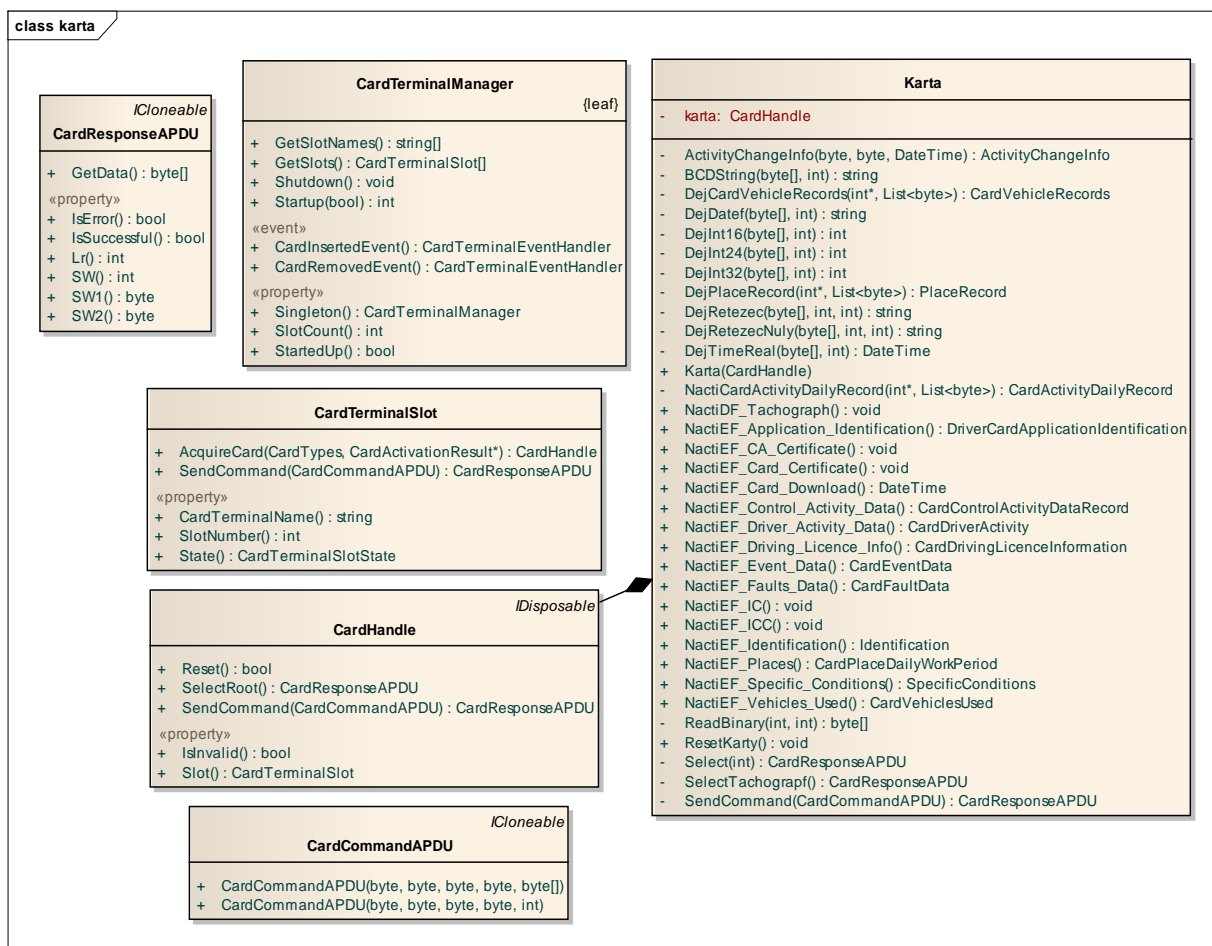 class karta
ICloneable
CardResponseAPDU
+ GetData() : byte[]
«property»
+ IsError() : bool
+ IsSuccessful() : bool
+ Lr() : int
+ SW() : int
+ SW1() : byte
+ SW2() : byte
CardTerminalManager
{leaf}
+ GetSlotNames() : string[]
+ GetSlots() : CardTerminalSlot[]
+ Shutdown() : void
+ Startup(bool) : int
«event»
+ CardInsertedEvent() : CardTerminalEventHandler
+ CardRemovedEvent() : CardTerminalEventHandler
«property»
+ Singleton() : CardTerminalManager
+ SlotCount() : int
+ StartedUp() : bool
CardTerminalSlot
+ AcquireCard(CardTypes, CardActivationResult*) : CardHandle
+ SendCommand(CardCommandAPDU) : CardResponseAPDU
«property»
+ CardTerminalName() : string
+ SlotNumber() : int
+ State() : CardTerminalSlotState
IDisposable
CardHandle
+ Reset() : bool
+ SelectRoot() : CardResponseAPDU
+ SendCommand(CardCommandAPDU) : CardResponseAPDU
«property»
+ IsInvalid() : bool
+ Slot() : CardTerminalSlot
ICloneable
CardCommandAPDU
+ CardCommandAPDU(byte, byte, byte, byte, byte[])
+ CardCommandAPDU(byte, byte, byte, byte, int)
Karta
- karta: CardHandle
- ActivityChangeInfo(byte, byte, DateTime) : ActivityChangeInfo
- BCDString(byte[], int) : string
- DejCardVehicleRecords(int*, List<byte>) : CardVehicleRecords
- DejDatef(byte[], int) : string
- DejInt16(byte[], int) : int
- DejInt24(byte[], int) : int
- DejInt32(byte[], int) : int
- DejPlaceRecord(int*, List<byte>) : PlaceRecord
- DejRetezec(byte[], int, int) : string
- DejRetezecNuly(byte[], int, int) : string
- DejTimeReal(byte[], int) : DateTime
+ Karta(CardHandle)
- NactiCardActivityDailyRecord(int*, List<byte>) : CardActivityDailyRecord
+ NactiDF_Tachograph() : void
+ NactiEF_Application_Identification() : DriverCardApplicationIdentification
+ NactiEF_CA_Certificate() : void
+ NactiEF_Card_Certificate() : void
+ NactiEF_Card_Download() : DateTime
+ NactiEF_Control_Activity_Data() : CardControlActivityDataRecord
+ NactiEF_Driver_Activity_Data() : CardDriverActivity
+ NactiEF_Driving_Licence_Info() : CardDrivingLicenceInformation
+ NactiEF_Event_Data() : CardEventData
+ NactiEF_Faults_Data() : CardFaultData
+ NactiEF_IC() : void
+ NactiEF_ICC() : void
+ NactiEF_Identification() : Identification
+ NactiEF_Places() : CardPlaceDailyWorkPeriod
+ NactiEF_Specific_Conditions() : SpecificConditions
+ NactiEF_Vehicles_Used() : CardVehiclesUsed
- ReadBinary(int, int) : byte[]
+ ResetKarty() : void
- Select(int) : CardResponseAPDU
- SelectTachograpf() : CardResponseAPDU
- SendCommand(CardCommandAPDU) : CardResponseAPDU